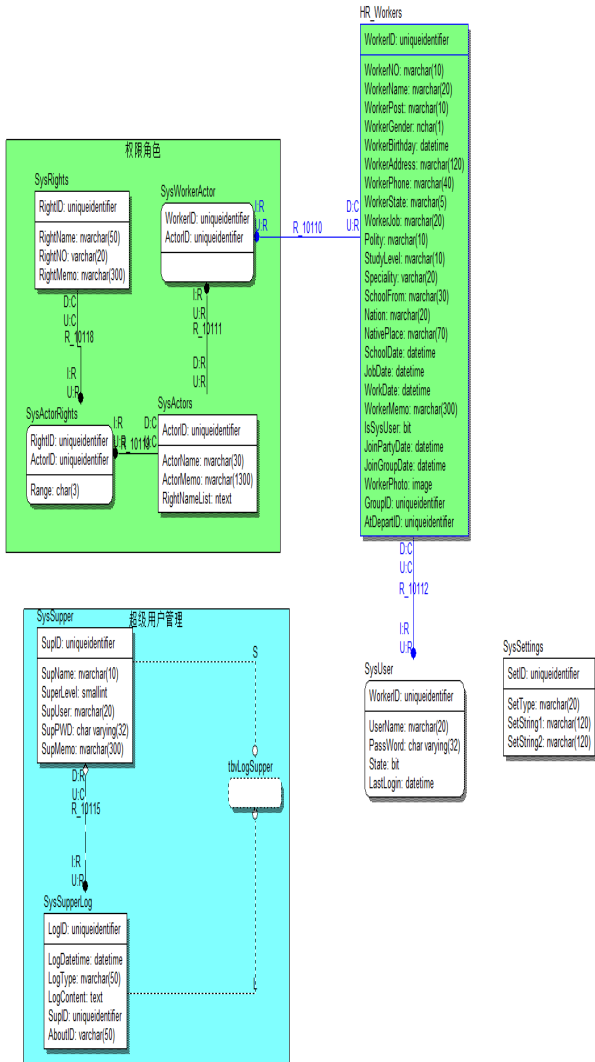 HR_Workers
WorkerID: uniqueidentifier
WorkerNO: nvarchar(10)
WorkerName: nvarchar(20)
WorkerPost: nvarchar(10)
WorkerGender: nchar(1)
WorkerBirthday: datetime
WorkerAddress: nvarchar(120)
WorkerPhone: nvarchar(40)
WorkerState: nvarchar(5)
WorkerJob: nvarchar(20)
Polity: nvarchar(10)
StudyLevel: nvarchar(10)
Speciality: varchar(20)
SchoolFrom: nvarchar(30)
Nation: nvarchar(20)
NativePlace: nvarchar(70)
SchoolDate: datetime
JobDate: datetime
WorkDate: datetime
WorkerMemo: nvarchar(300)
IsSysUser: bit
JoinPartyDate: datetime
JoinGroupDate: datetime
WorkerPhoto: image
GroupID: uniqueidentifier
AtDepartID: uniqueidentifier
权限角色
SysRights
RightID: uniqueidentifier
RightName: nvarchar(50)
RightNO: varchar(20)
RightMemo: nvarchar(300)
SysWorkerActor
WorkerID: uniqueidentifier
ActorID: uniqueidentifier
I:R
U:R
R_10110
D:C
U:R
D:C
U:C
R_10118
I:R
U:R
I:R
U:R
R_10111
D:R
U:R
SysActorRights
RightID: uniqueidentifier
ActorID: uniqueidentifier
Range: char(3)
I:R
U:R
D:C
U:C
SysActors
ActorID: uniqueidentifier
ActorName: nvarchar(30)
ActorMemo: nvarchar(1300)
RightNameList: ntext
D:C
U:C
R_10112
I:R
U:R
SysUser
WorkerID: uniqueidentifier
UserName: nvarchar(20)
PassWord: char varying(32)
State: bit
LastLogin: datetime
SysSettings
SetID: uniqueidentifier
SetType: nvarchar(20)
SetString1: nvarchar(120)
SetString2: nvarchar(120)
超级用户管理
SysSupper
SupID: uniqueidentifier
SupName: nvarchar(10)
SuperLevel: smallint
SupUser: nvarchar(20)
SupPWD: char varying(32)
SupMemo: nvarchar(300)
S
tbvLogSupper
L
D:R
U:C
R_10115
I:R
U:R
SysSupperLog
LogID: uniqueidentifier
LogDatetime: datetime
LogType: nvarchar(50)
LogContent: text
SupID: uniqueidentifier
AboutID: varchar(50)